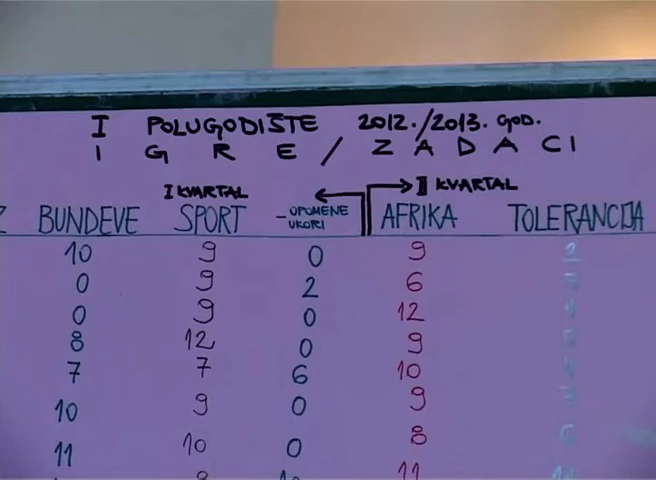 I POLUGODIŠTE 2012./2013. GOD.
I G R E / Z A D A C I
I KVARTAL II KVARTAL
BUNDEVE SPORT – OPOMENE UKORI AFRIKA TOLERANCIJA
10 9 0 9
0 9 2 6
0 9 0 12
8 12 0 9
7 7 6 10
10 9 0 9
11 10 0 8
11